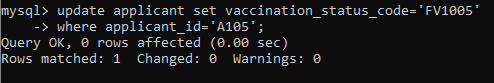 mysql> update applicant set vaccination_status_code='FV1005'
    -> where applicant_id='A105';
Query OK, 0 rows affected (0.00 sec)
Rows matched: 1  Changed: 0  Warnings: 0